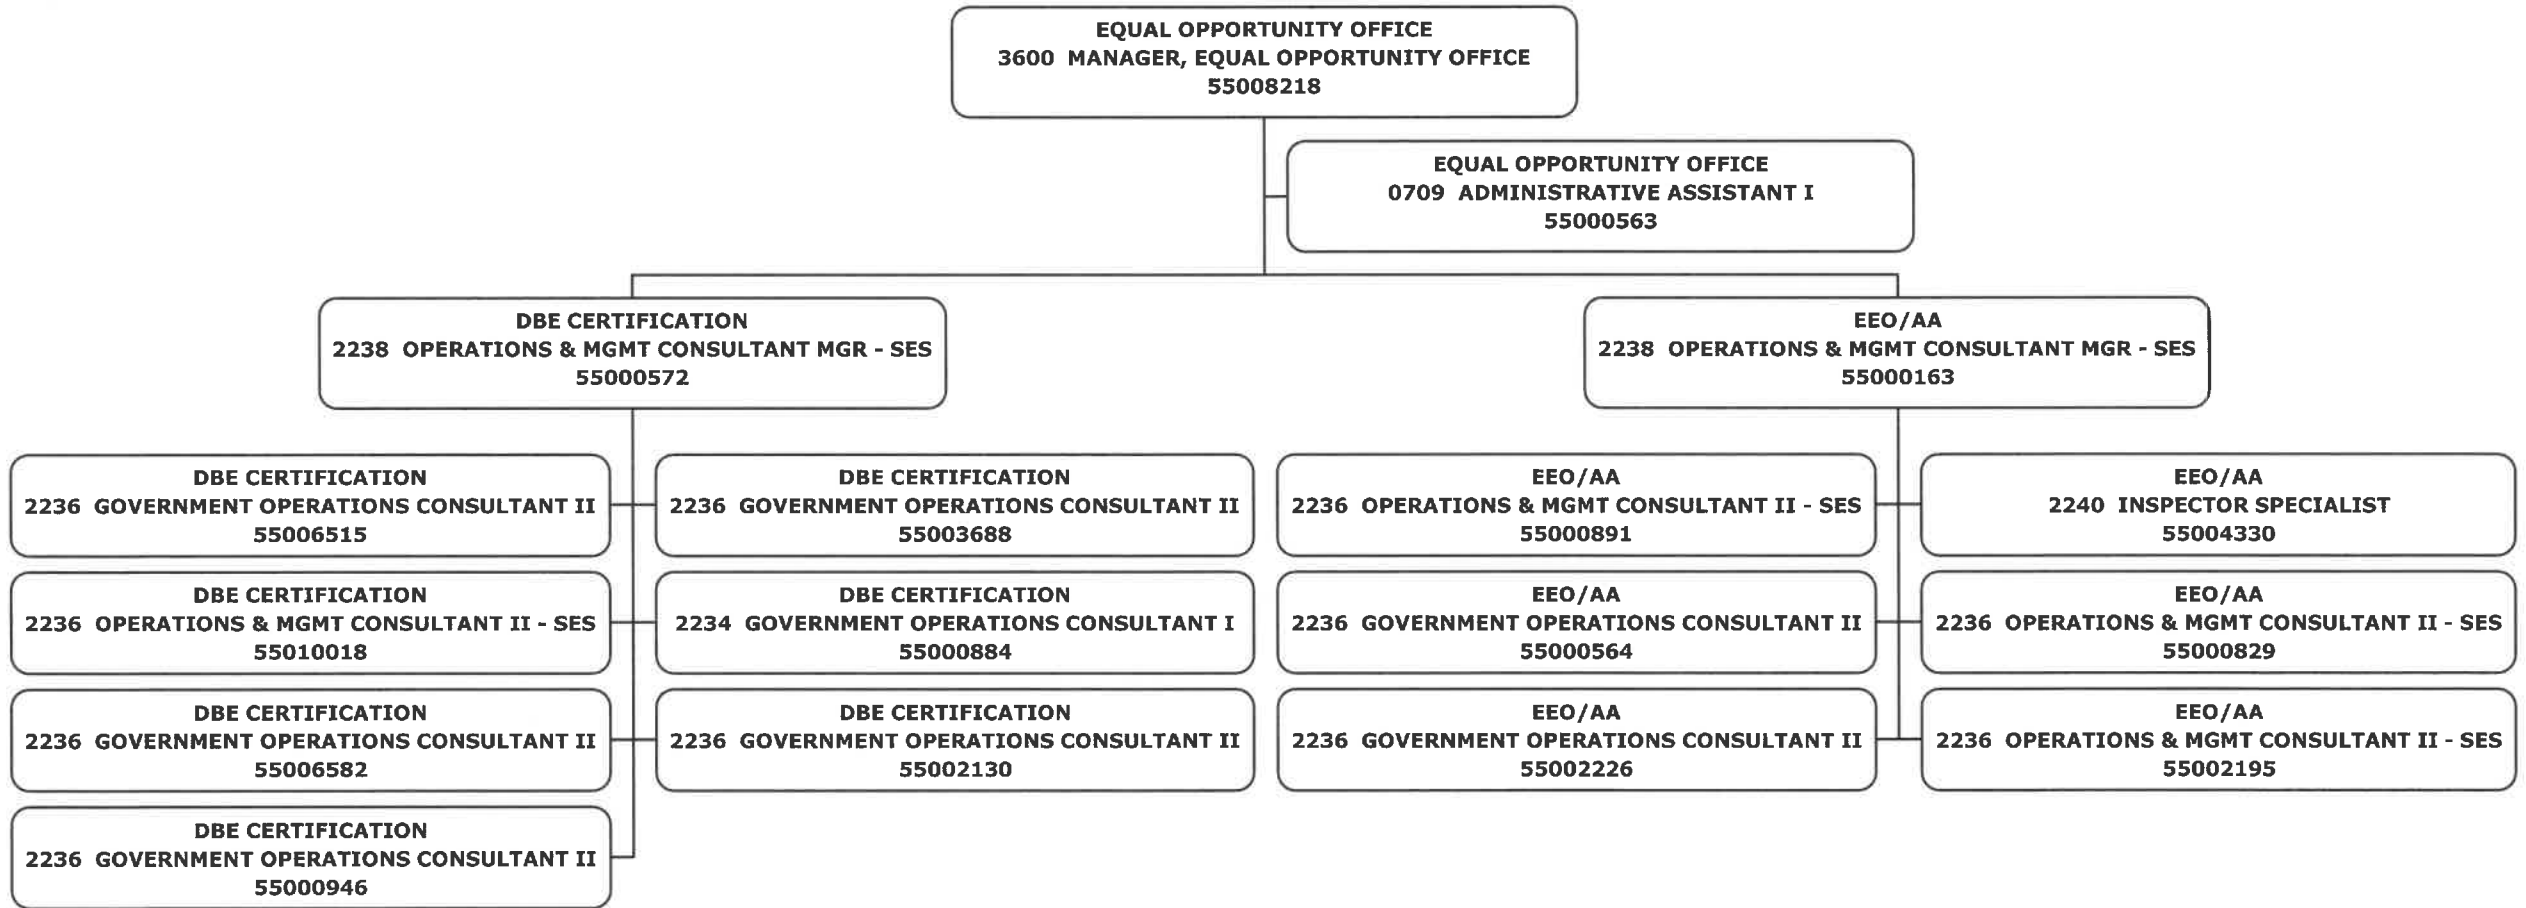 EQUAL OPPORTUNITY OFFICE
3600 MANAGER, EQUAL OPPORTUNITY OFFICE
55008218
EQUAL OPPORTUNITY OFFICE
0709 ADMINISTRATIVE ASSISTANT I
55000563
DBE CERTIFICATION
2238 OPERATIONS & MGMT CONSULTANT MGR - SES
55000572
EEO/AA
2238 OPERATIONS & MGMT CONSULTANT MGR - SES
55000163
DBE CERTIFICATION
2236 GOVERNMENT OPERATIONS CONSULTANT II
55006515
DBE CERTIFICATION
2236 GOVERNMENT OPERATIONS CONSULTANT II
55003688
EEO/AA
2236 OPERATIONS & MGMT CONSULTANT II - SES
55000891
EEO/AA
2240 INSPECTOR SPECIALIST
55004330
DBE CERTIFICATION
2236 OPERATIONS & MGMT CONSULTANT II - SES
55010018
DBE CERTIFICATION
2234 GOVERNMENT OPERATIONS CONSULTANT I
55000884
EEO/AA
2236 GOVERNMENT OPERATIONS CONSULTANT II
55000564
EEO/AA
2236 OPERATIONS & MGMT CONSULTANT II - SES
55000829
DBE CERTIFICATION
2236 GOVERNMENT OPERATIONS CONSULTANT II
55006582
DBE CERTIFICATION
2236 GOVERNMENT OPERATIONS CONSULTANT II
55002130
EEO/AA
2236 GOVERNMENT OPERATIONS CONSULTANT II
55002226
EEO/AA
2236 OPERATIONS & MGMT CONSULTANT II - SES
55002195
DBE CERTIFICATION
2236 GOVERNMENT OPERATIONS CONSULTANT II
55000946